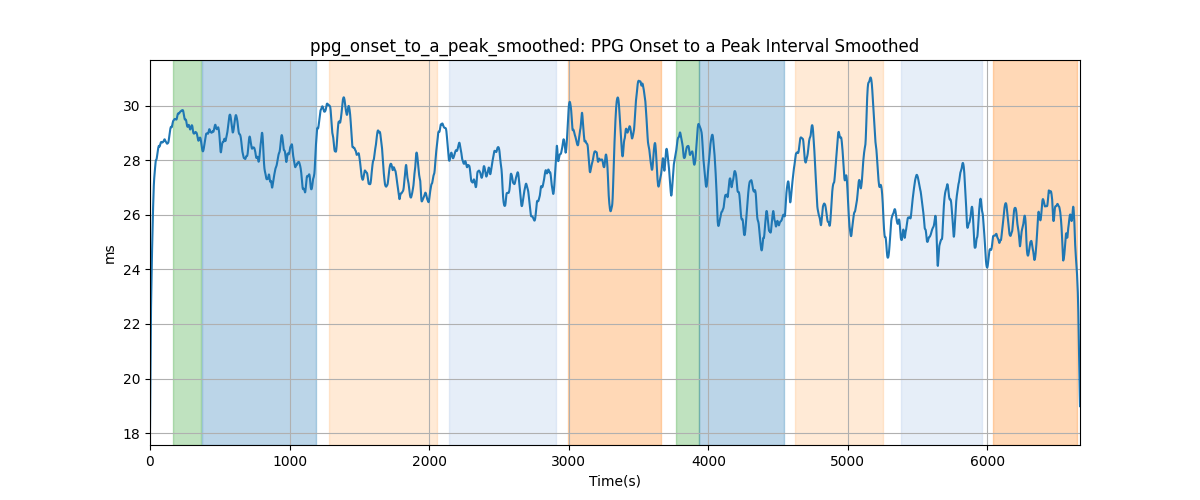 ppg_onset_to_a_peak_smoothed: PPG Onset to a Peak Interval Smoothed
30
28
26
24
22
20
18
ms
0 1000 2000 3000 4000 5000 6000
Time(s)